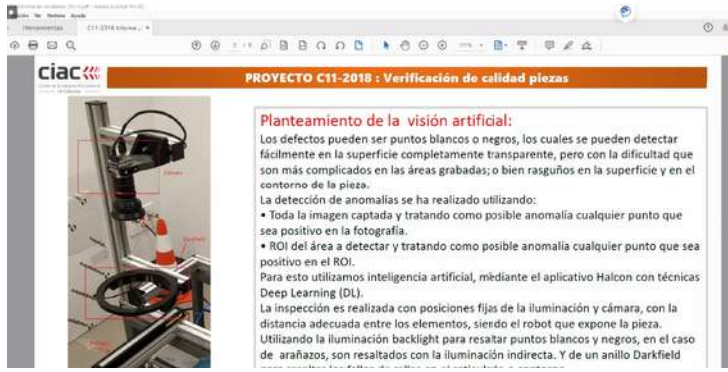 Ventana Ayuda
Herramientas
C11-2018 Informe ...
ciac
PROYECTO C11-2018 : Verificación de calidad piezas
Planteamiento de la visión artificial:
Los defectos pueden ser puntos blancos o negros, los cuales se pueden detectar
fácilmente en la superficie completamente transparente, pero con la dificultad que
son más complicados en las áreas grabadas; o bien rasguños en la superficie y en el
contorno de la pieza.
La detección de anomalías se ha realizado utilizando:
• Toda la imagen captada y tratando como posible anomalía cualquier punto que
sea positivo en la fotografía.
• ROI del área a detectar y tratando como posible anomalía cualquier punto que sea
positivo en el ROI.
Para esto utilizamos inteligencia artificial, mediante el aplicativo Halcon con técnicas
Deep Learning (DL).
La inspección es realizada con posiciones fijas de la iluminación y cámara, con la
distancia adecuada entre los elementos, siendo el robot que expone la pieza.
Utilizando la iluminación backlight para resaltar puntos blancos y negros, en el caso
de arañazos, son resaltados con la iluminación indirecta. Y de un anillo Darkfield
Cámara